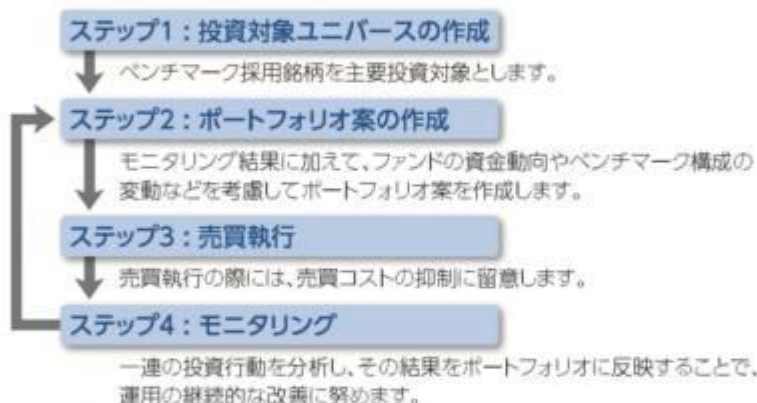 ステップ1：投資対象ユニバースの作成
ベンチマーク採用銘柄を主要投資対象とします。
ステップ2：ポートフォリオ案の作成
モニタリング結果に加えて、ファンドの資金動向やベンチマーク構成の
変動などを考慮してポートフォリオ案を作成します。
ステップ3：売買執行
売買執行の際には、売買コストの抑制に留意します。
ステップ4：モニタリング
一連の投資行動を分析し、その結果をポートフォリオに反映することで、
運用の継続的な改善に努めます。